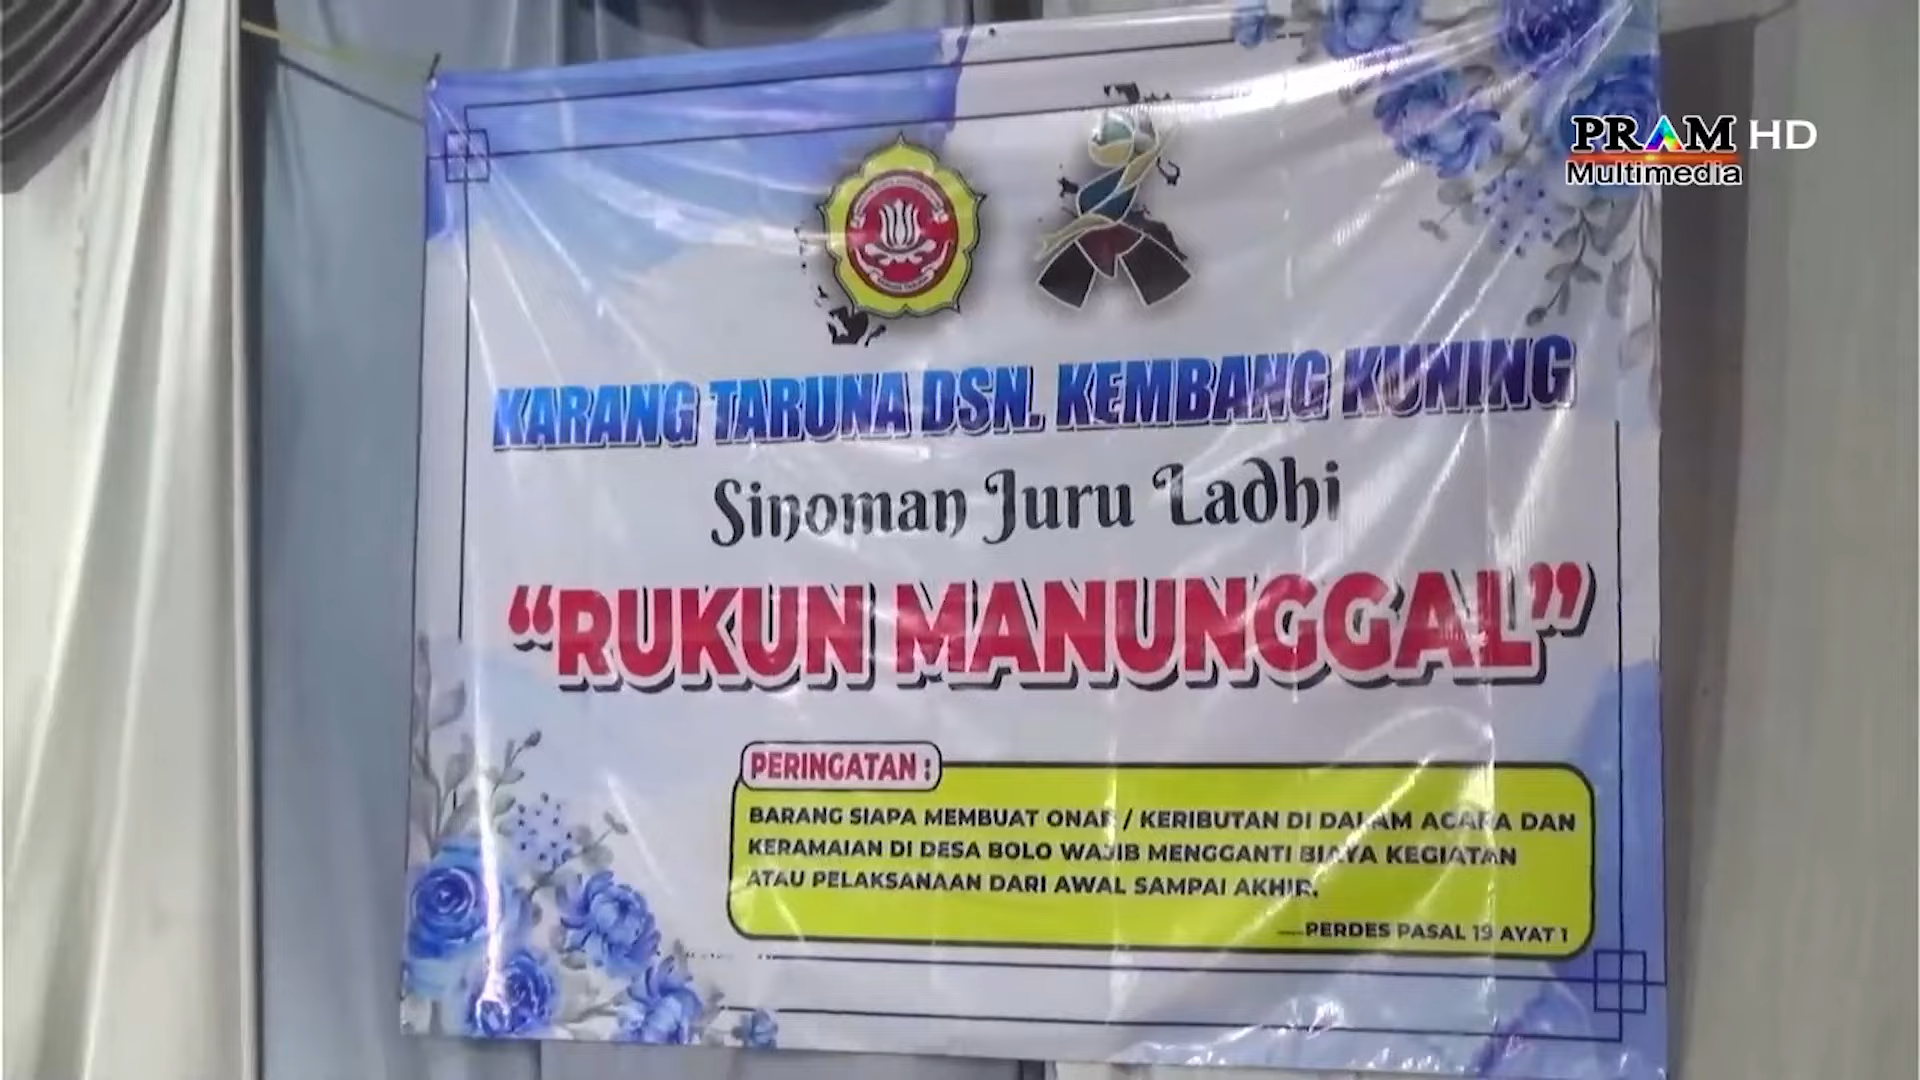 PRAM HD
Multimedia
KARANG TARUNA DSN. KEMBANG KUNING
Sinoman Juru Ladhi
“RUKUN MANUNGGAL”
PERINGATAN :
BARANG SIAPA MEMBUAT ONAR / KERIBUTAN DI DALAM ACARA DAN
KERAMAIAN DI DESA BOLO WAJIB MENGGANTI BIAYA KEGIATAN
ATAU PELAKSANAAN DARI AWAL SAMPAI AKHIR.
PERDES PASAL 19 AYAT 1